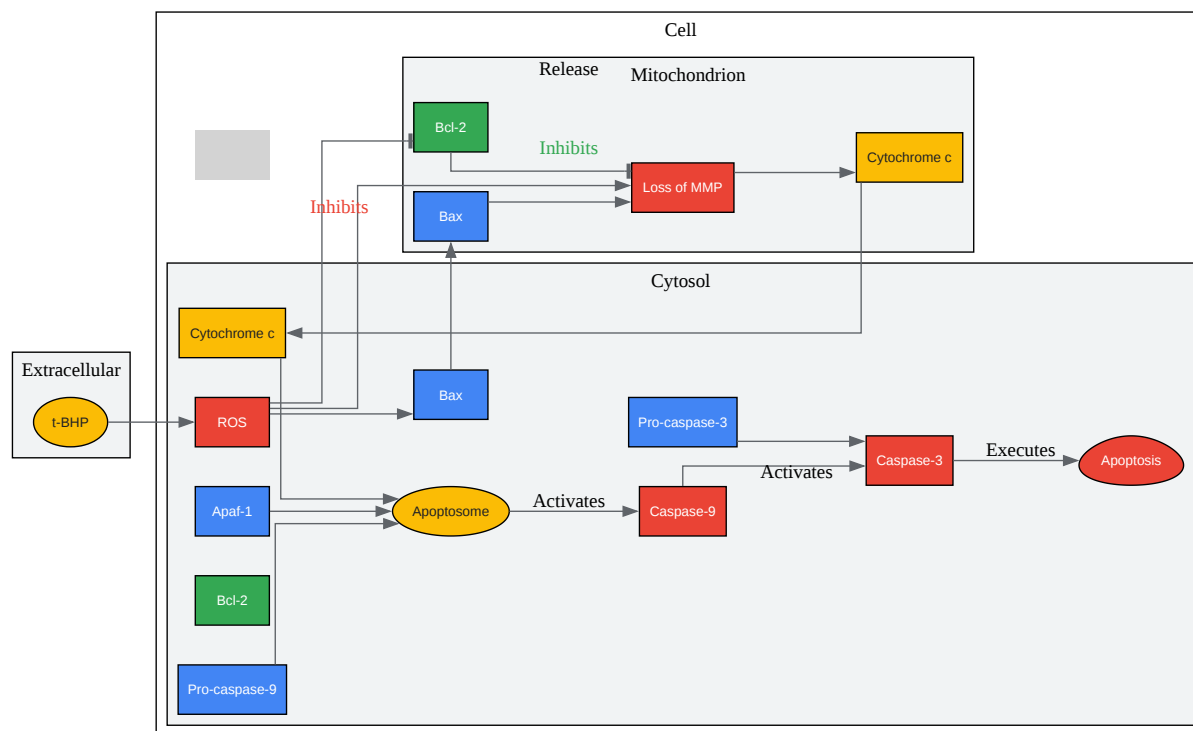 Cell
Release
Mitochondrion
Bcl-2
Inhibits
Cytochrome c
Loss of MMP
Inhibits
Bax
Cytosol
Cytochrome c
Extracellular
t-BHP
ROS
Bax
Pro-caspase-3
Caspase-3
Executes
Apoptosis
Activates
Apaf-1
Apoptosome
Activates
Caspase-9
Bcl-2
Pro-caspase-9